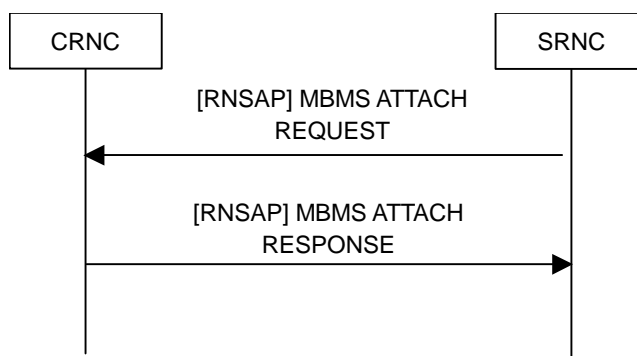 CRNC
SRNC
[RNSAP] MBMS ATTACH
REQUEST
[RNSAP] MBMS ATTACH
RESPONSE